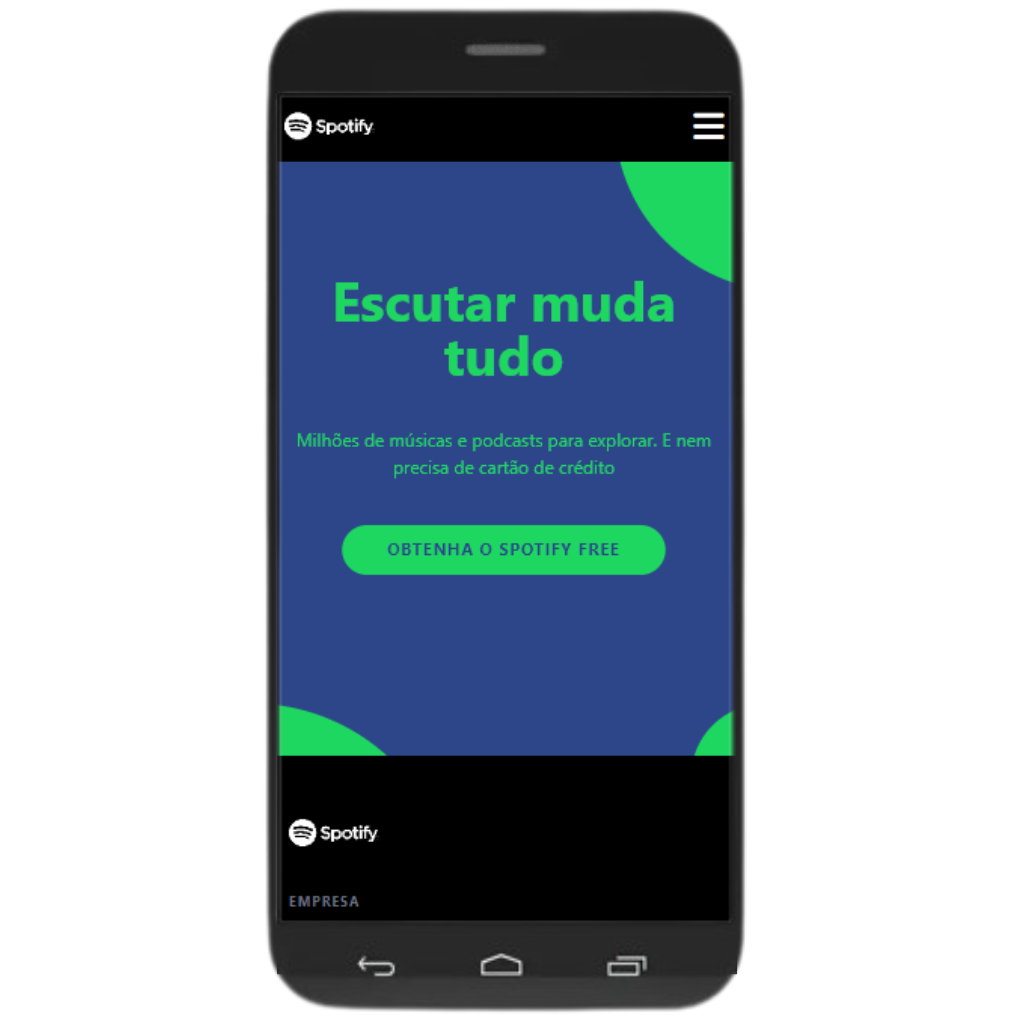 Spotify
Escutar muda
tudo
Milhões de músicas e podcasts para explorar. E nem
precisa de cartão de crédito
OBTENHA O SPOTIFY FREE
Spotify
EMPRESA